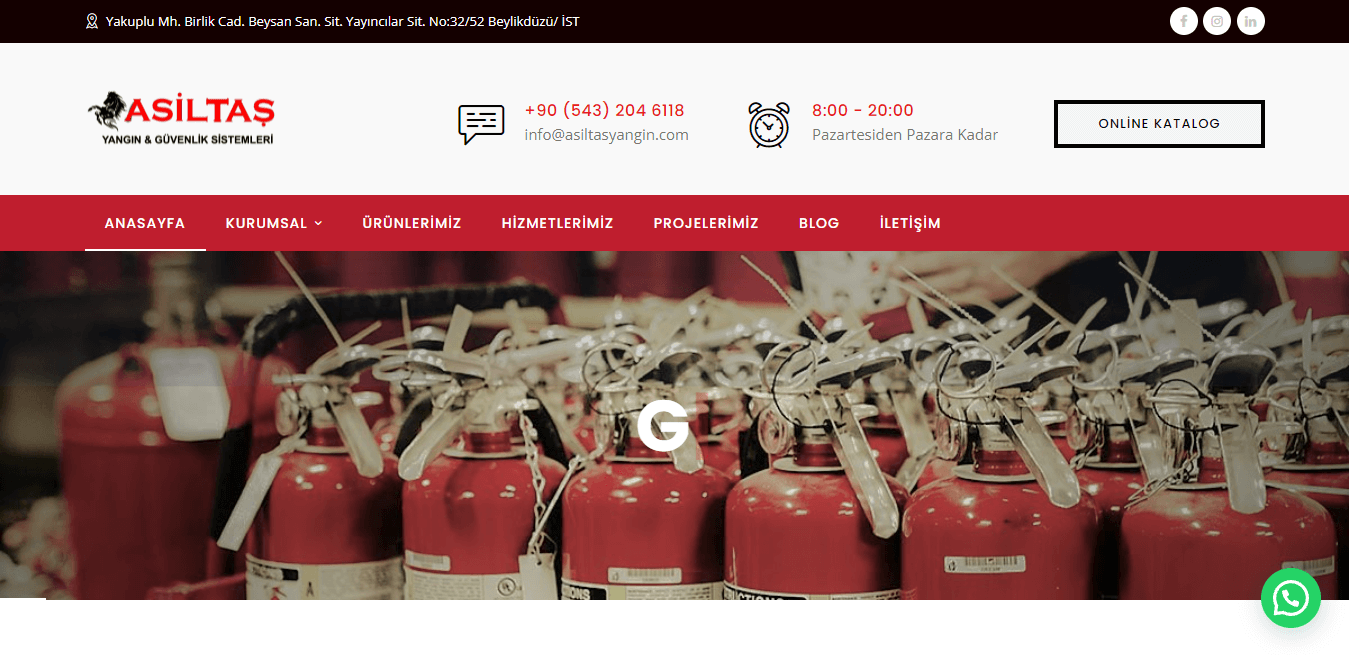 Yakuplu Mh. Birlik Cad. Beysan San. Sit. Yayıncılar Sit. No:32/52 Beylikdüzü/ İST
ASİLTAŞ
YANGIN & GÜVENLİK SİSTEMLERİ
+90 (543) 204 6118
info@asiltasyangin.com
8:00 - 20:00
Pazartesiden Pazara Kadar
ONLİNE KATALOG
ANASAYFA
KURUMSAL
ÜRÜNLERİMİZ
HİZMETLERİMİZ
PROJELERİMİZ
BLOG
İLETİŞİM
G